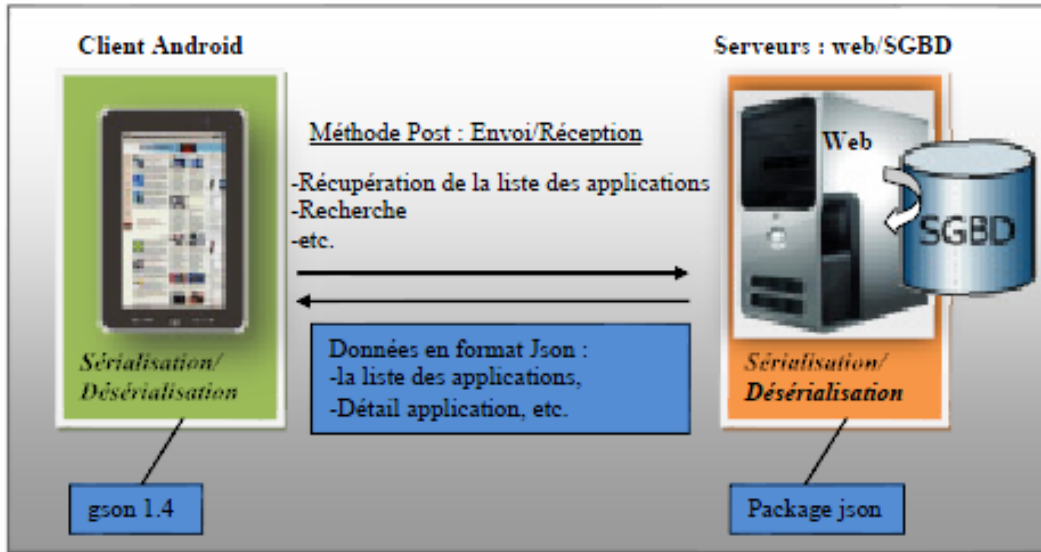 Client Android
Serveurs : web/SGBD
Méthode Post : Envoi/Réception
-Récupération de la liste des applications
-Recherche
-etc.
Web
SGBD
Données en format Json :
-la liste des applications,
-Détail application, etc.
Sérialisation/
Désérialisation
Sérialisation/
Désérialisation
gson 1.4
Package json